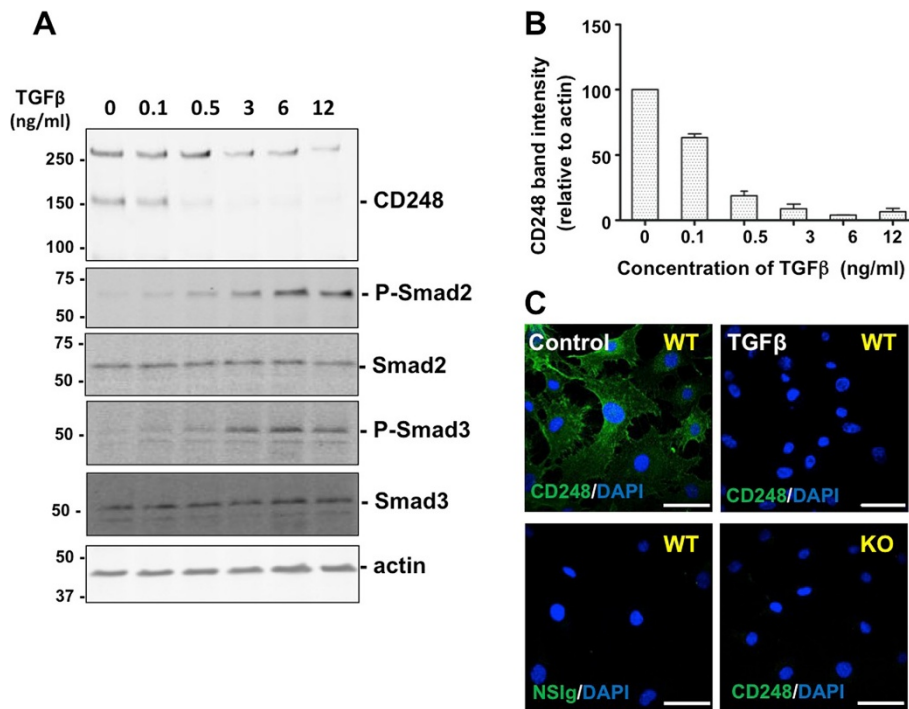 A
TGFβ
(ng/ml)
0 0.1 0.5 3 6 12
250
150
100
CD248
75
50
P-Smad2
75
50
Smad2
50
P-Smad3
50
Smad3
50
37
actin
B
CD248 band intensity
(relative to actin)
150
100
50
0
0 0.1 0.5 3 6 12
Concentration of TGFβ (ng/ml)
C
Control WT
CD248/DAPI
TGFβ WT
CD248/DAPI
WT
NSIg/DAPI
KO
CD248/DAPI